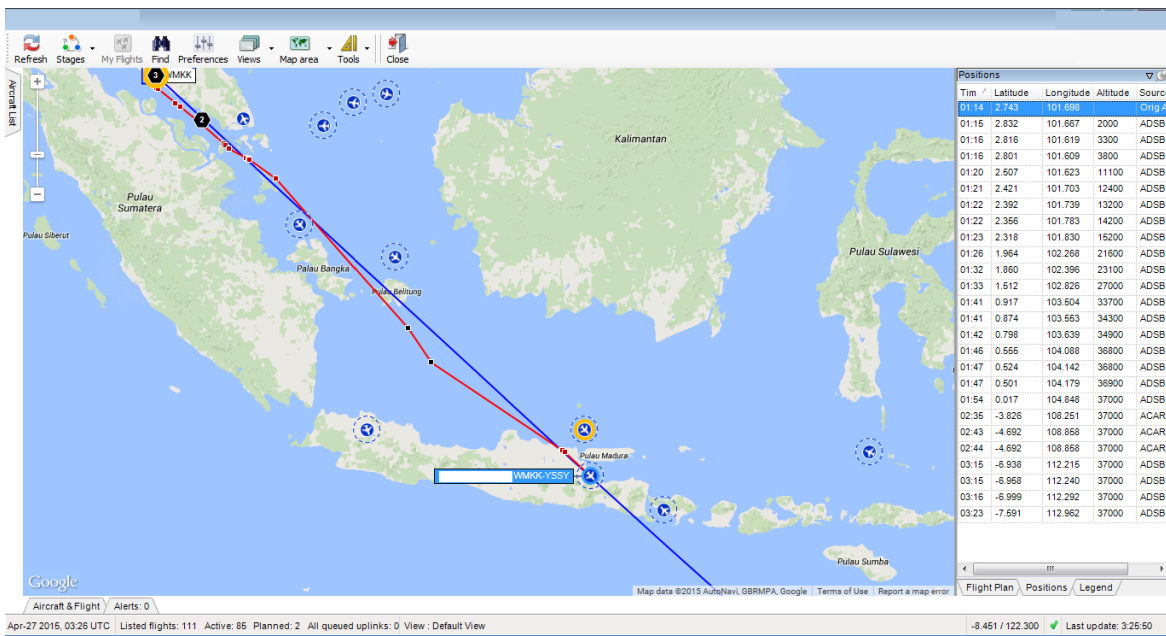 Refresh Stages My Flights Find Preferences Views Map area Tools Close
Aircraft List
3 WMKK
2
Kalimantan
Pulau
Sumatera
Pulau Siberut
Palau Bangka
Pulau Belitung
Pulau Sulawesi
Pulau Madura
WMKK-YSSY
Pulau Sumba
Google
Map data ©2015 AutoNavi, GBRMPA, Google Terms of Use Report a map error
Positions
Tim Latitude Longitude Altitude Sourc
01:14 2.743 101.698 Orig A
01:15 2.832 101.667 2000 ADSB
01:16 2.816 101.619 3300 ADSB
01:16 2.801 101.609 3800 ADSB
01:20 2.507 101.623 11100 ADSB
01:21 2.421 101.703 12400 ADSB
01:22 2.392 101.739 13200 ADSB
01:22 2.356 101.783 14200 ADSB
01:23 2.318 101.830 15200 ADSB
01:26 1.964 102.268 21600 ADSB
01:32 1.860 102.396 23100 ADSB
01:33 1.512 102.826 27000 ADSB
01:41 0.917 103.504 33700 ADSB
01:41 0.874 103.553 34300 ADSB
01:42 0.798 103.639 34900 ADSB
01:46 0.555 104.088 36800 ADSB
01:47 0.524 104.142 36800 ADSB
01:47 0.501 104.179 36900 ADSB
01:54 0.017 104.848 37000 ADSB
02:35 -3.826 108.251 37000 ACAR
02:43 -4.692 108.858 37000 ACAR
02:44 -4.692 108.858 37000 ACAR
03:15 -6.938 112.215 37000 ADSB
03:15 -6.958 112.240 37000 ADSB
03:16 -6.999 112.292 37000 ADSB
03:23 -7.591 112.962 37000 ADSB
Flight Plan Positions Legend
Aircraft & Flight Alerts: 0
Apr-27 2015, 03:26 UTC Listed flights: 111 Active: 85 Planned: 2 All queued uplinks: 0 View : Default View -8.451 / 122.300 Last update: 3:25:50